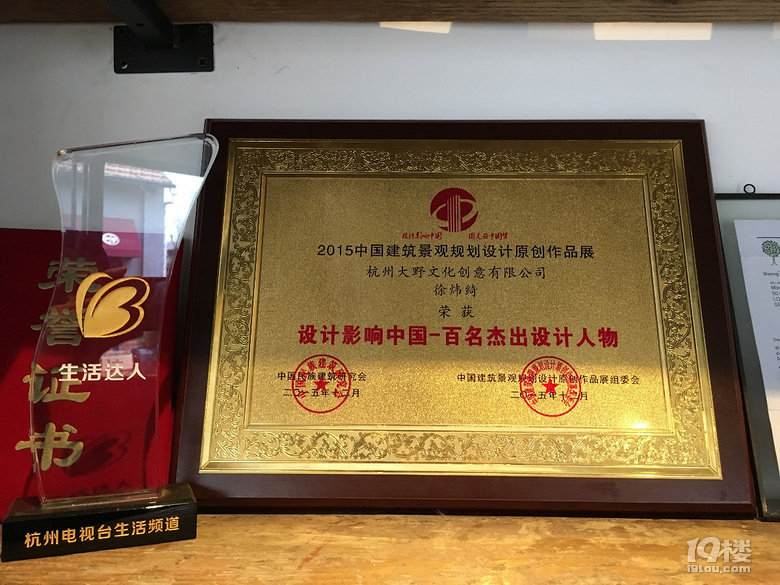 设计影响中国 图天航中国梦
2015中国建筑景观规划设计原创作品展
杭州大野文化创意有限公司
徐炜绮
荣获
设计影响中国-百名杰出设计人物
中国民族建筑研究会
二〇一五年十二月
中国建筑景观规划设计原创作品展组委会
二〇一五年十二月
荣誉证书
生活达人
杭州电视台生活频道
19楼
19lou.com